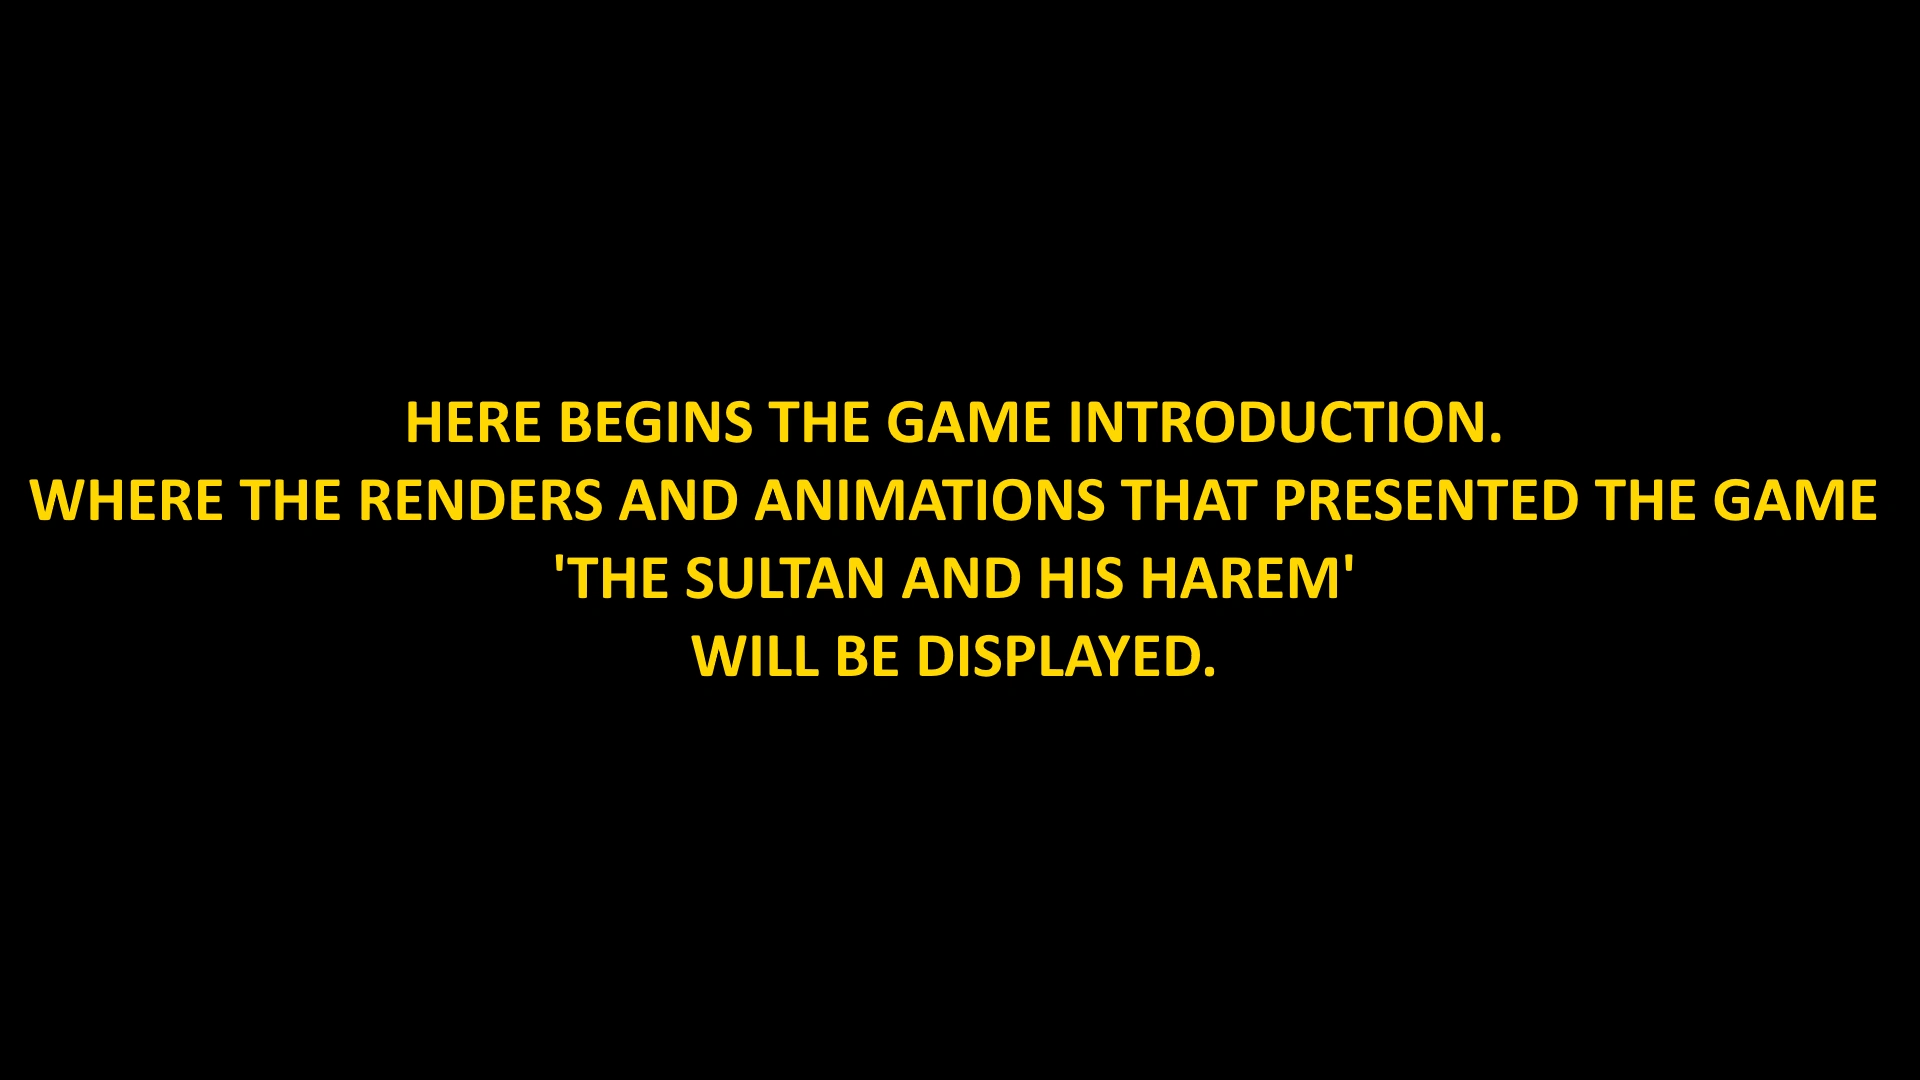 HERE BEGINS THE GAME INTRODUCTION.
WHERE THE RENDERS AND ANIMATIONS THAT PRESENTED THE GAME
'THE SULTAN AND HIS HAREM'
WILL BE DISPLAYED.